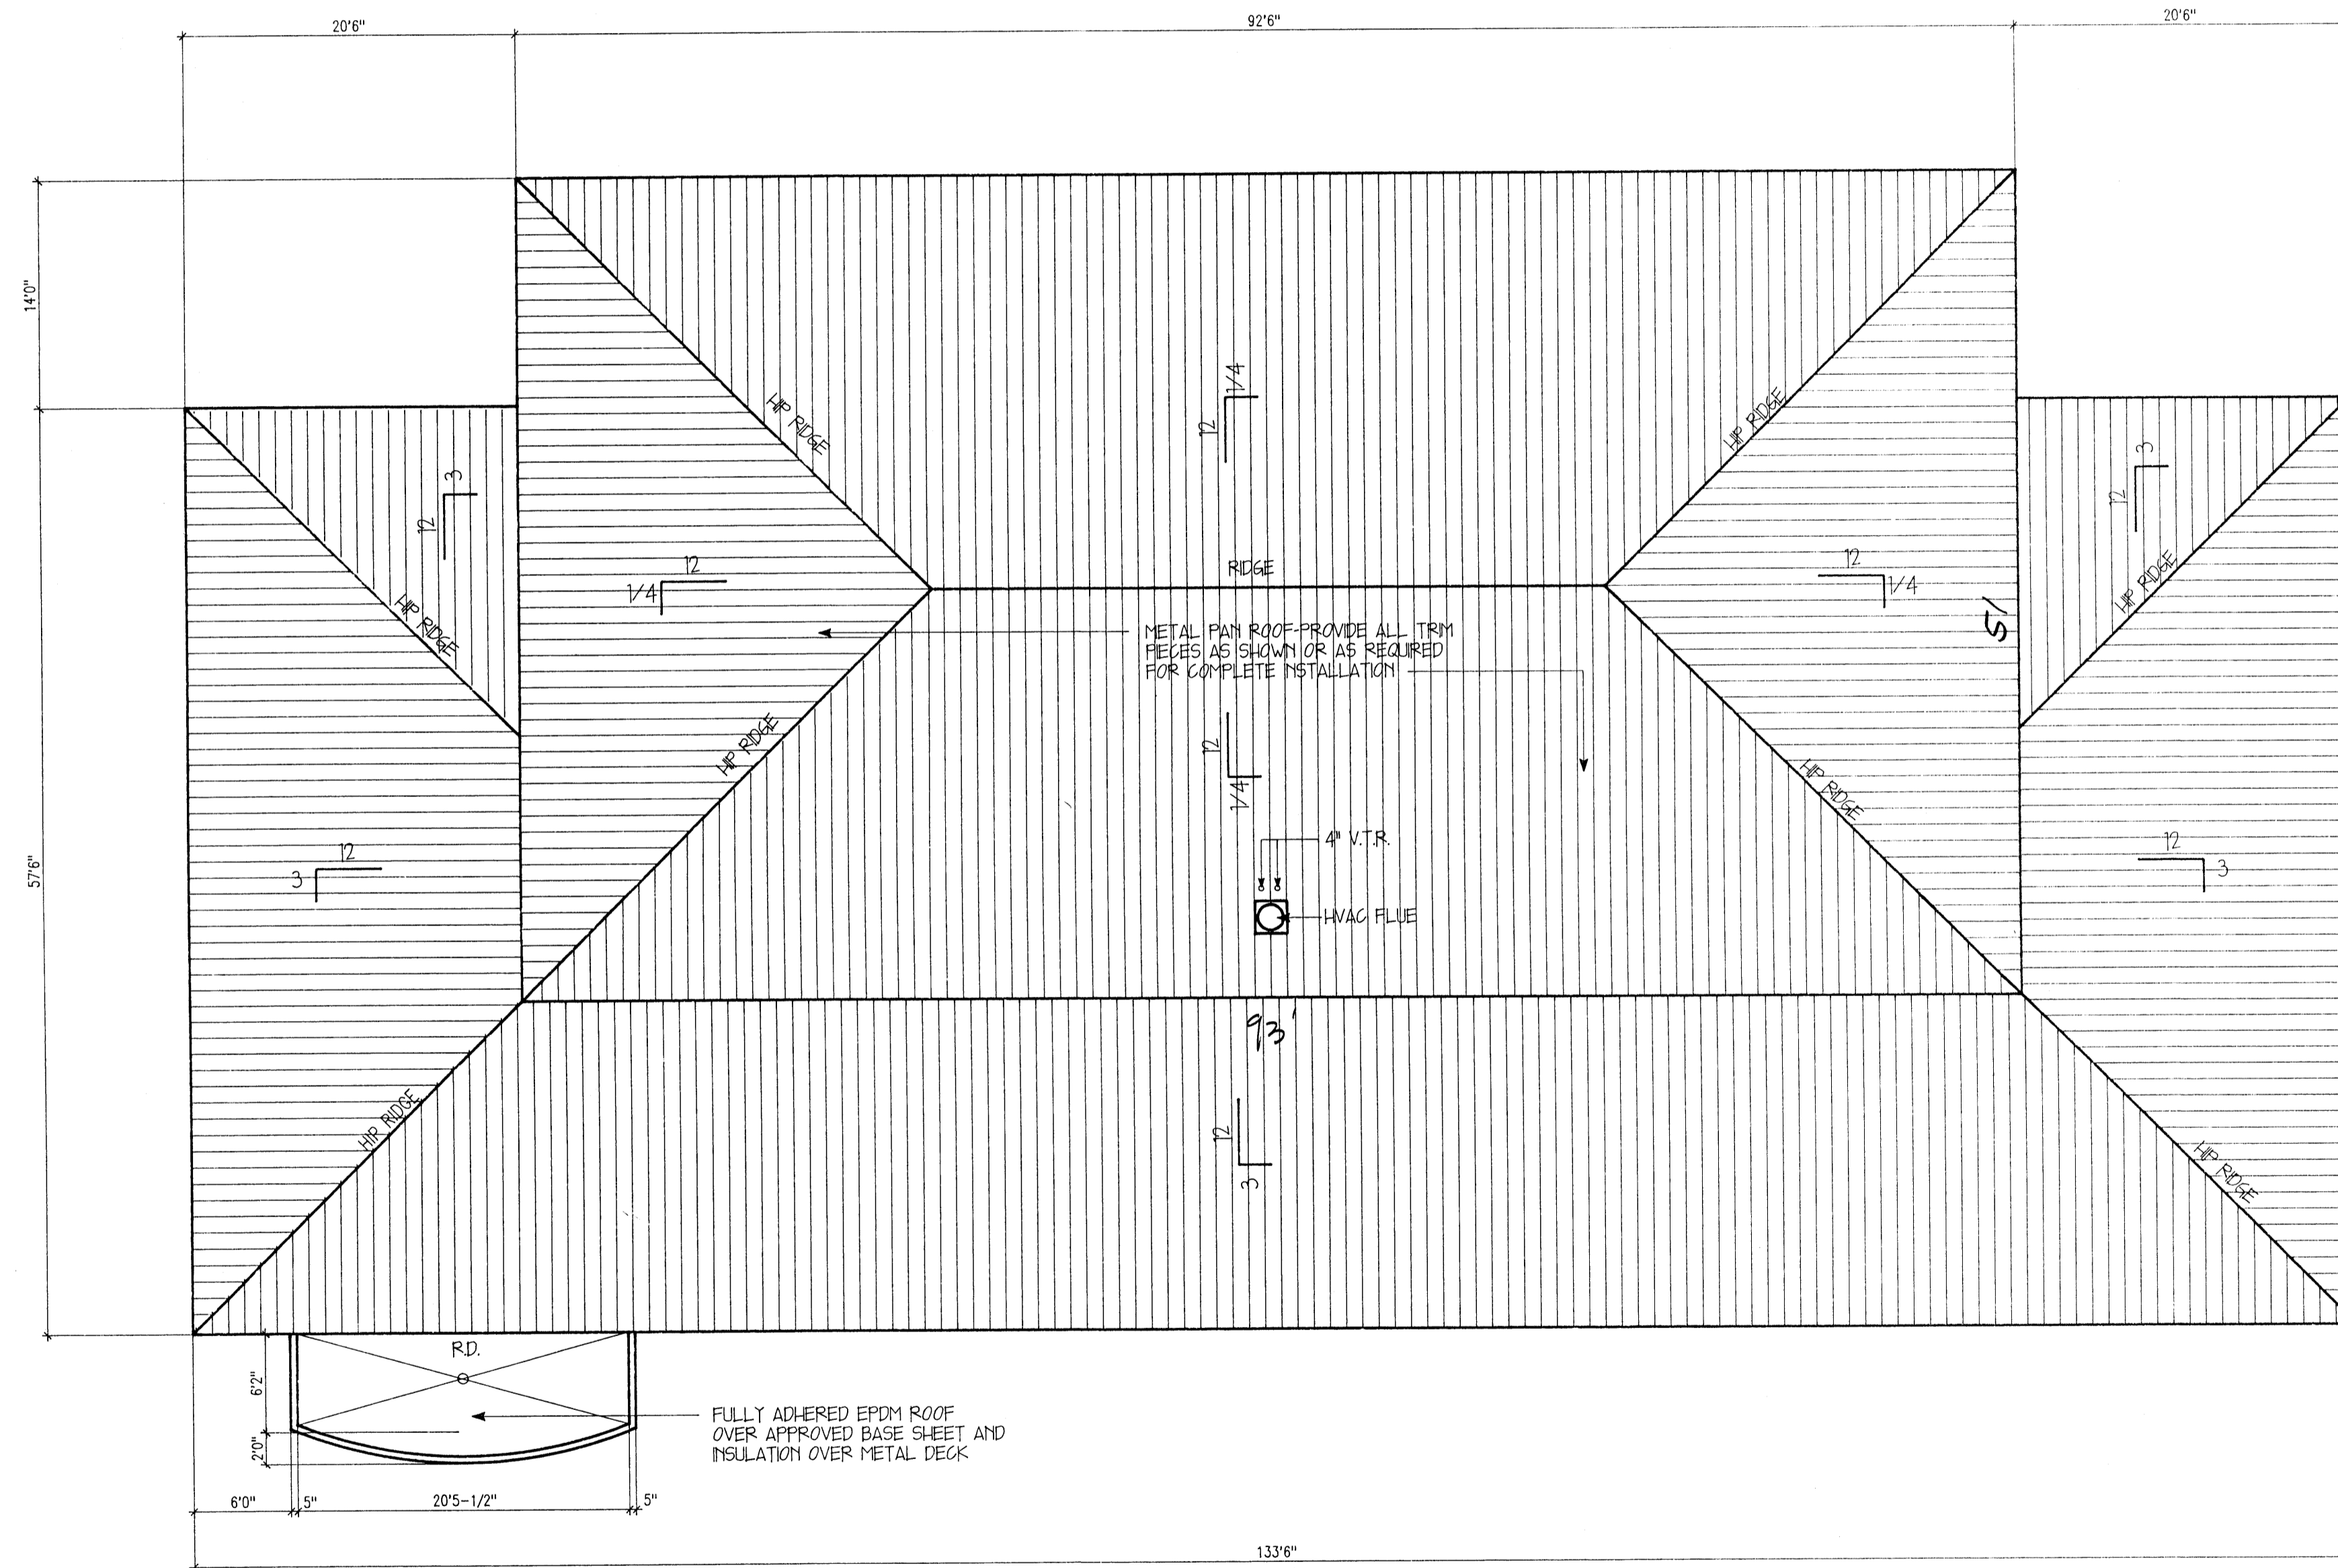 20'6"
92'6"
20'6"
14'0"
57'6"
HIP RIDGE
HIP RIDGE
12
1/4
12
3
12
3
HIP RIDGE
HIP RIDGE
12
1/4
RIDGE
12
1/4
51
METAL PAN ROOF-PROVIDE ALL TRIM
PIECES AS SHOWN OR AS REQUIRED
FOR COMPLETE INSTALLATION
HIP RIDGE
12
1/4
HIP RIDGE
4" V.T.R.
12
3
12
3
HVAC FLUE
93'
HIP RIDGE
12
3
HIP RIDGE
R.D.
6'2"
2'0"
FULLY ADHERED EPDM ROOF
OVER APPROVED BASE SHEET AND
INSULATION OVER METAL DECK
6'0"
5"
20'5-1/2"
5"
133'6"